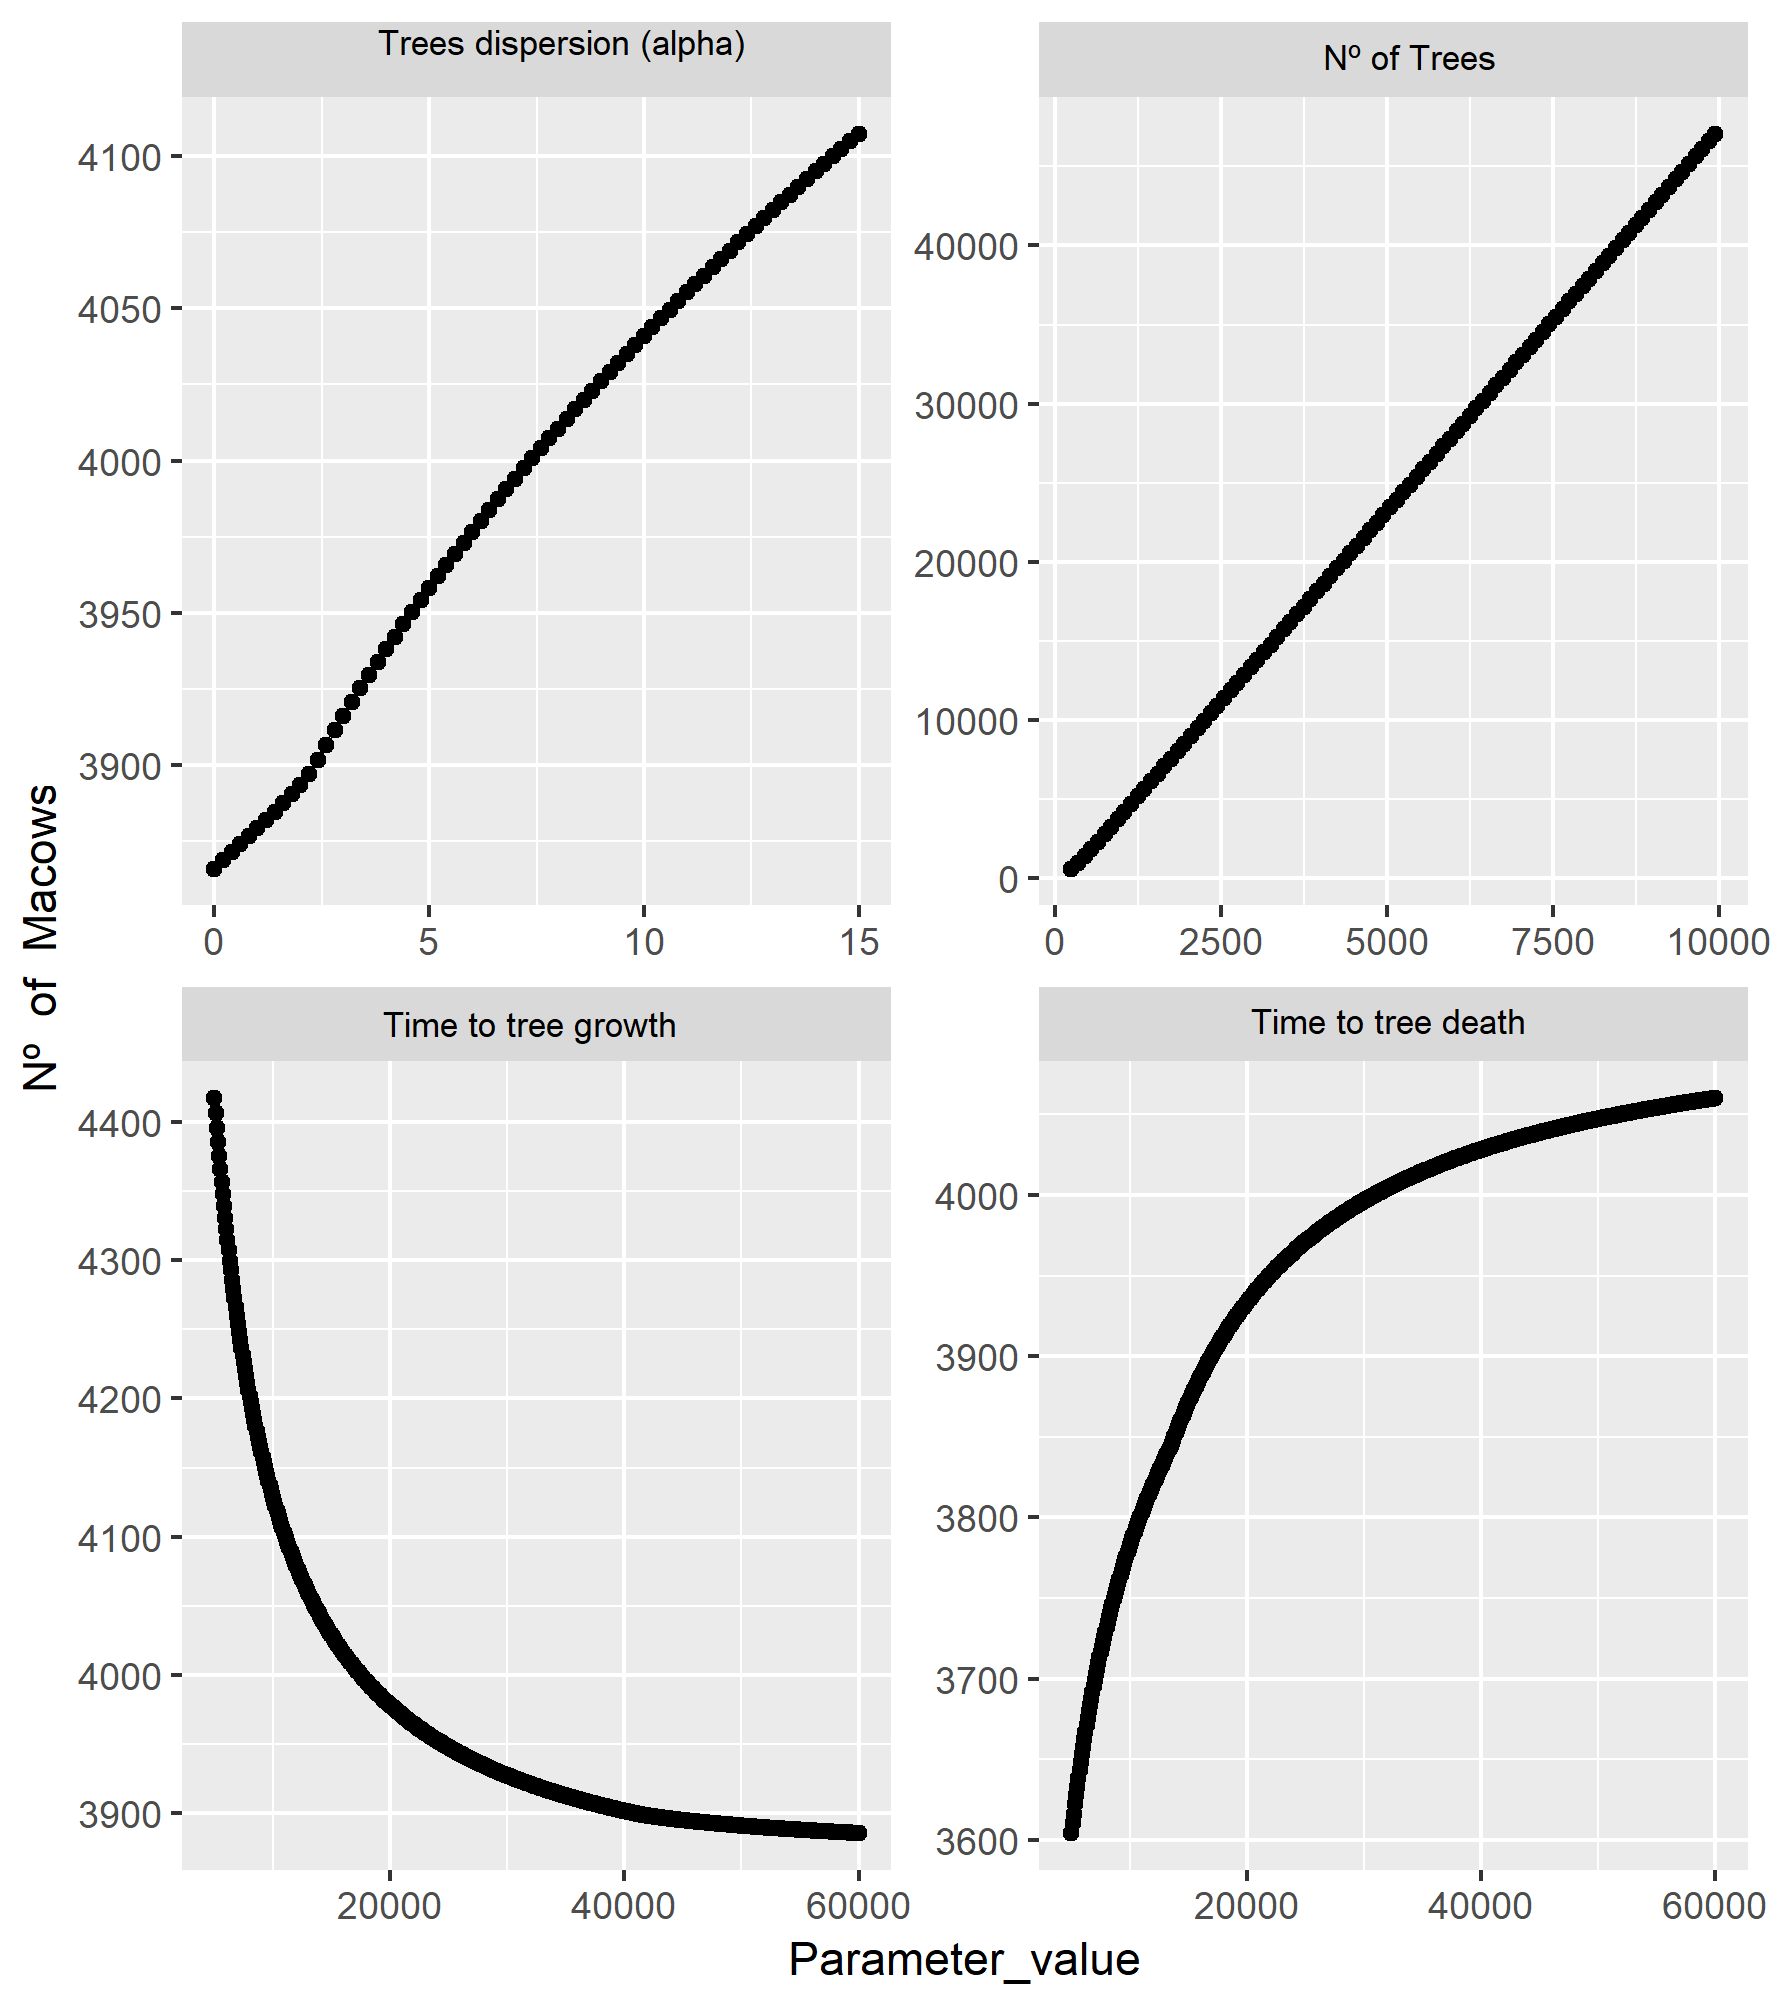 Trees dispersion (alpha)
Nº of Trees
4100
4050
4000
3950
3900
0 5 10 15
40000
30000
20000
10000
0
0 2500 5000 7500 10000
Nº of Macows
Time to tree growth
Time to tree death
4400
4300
4200
4100
4000
3900
20000 40000 60000
4000
3900
3800
3700
3600
20000 40000 60000
Parameter_value